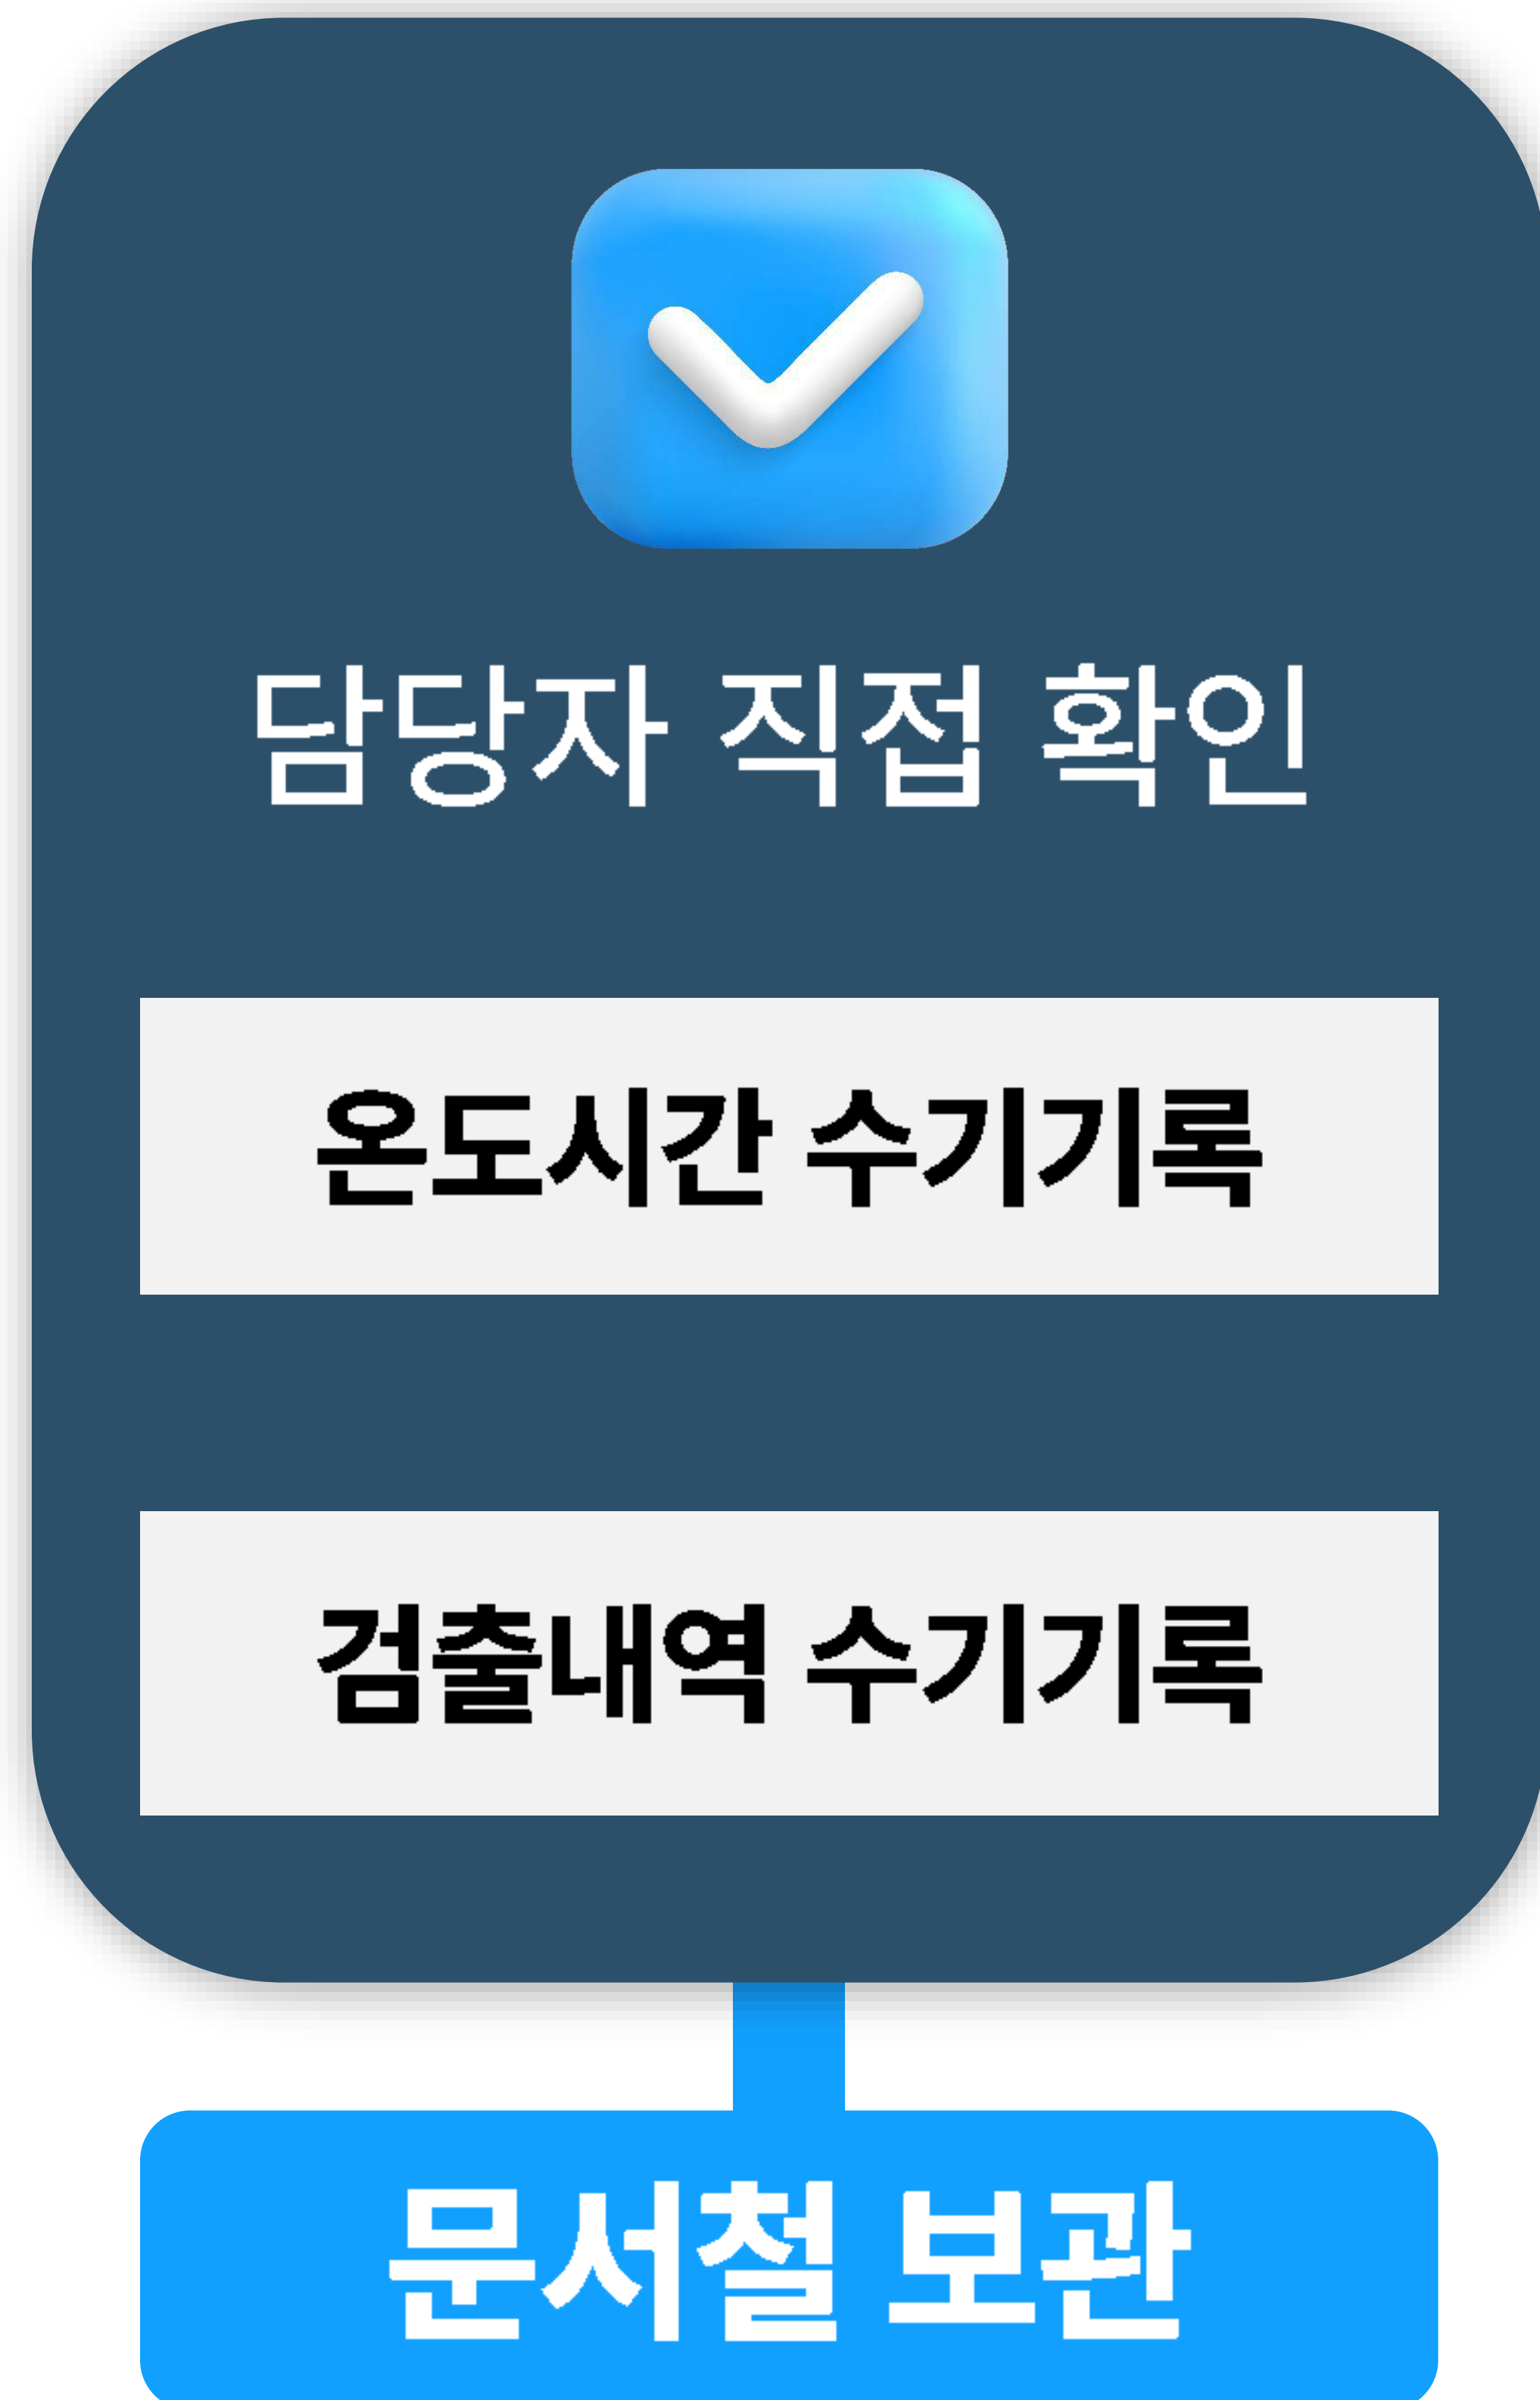 담당자 직접 확인
온도시간 수기기록
검출내역 수기기록
문서철 보관